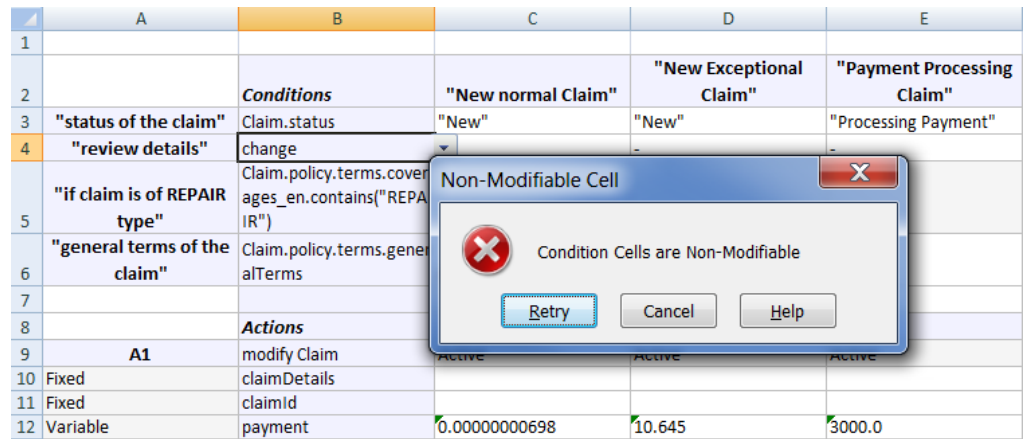 A B C D E
1
2 Conditions "New normal Claim" "New Exceptional Claim" "Payment Processing Claim"
3 "status of the claim" Claim.status "New" "New" "Processing Payment"
4 "review details" change - -
5 "if claim is of REPAIR type" Claim.policy.terms.cover
ages_en.contains("REPA
IR")
6 "general terms of the claim" Claim.policy.terms.gener
alTerms
Non-Modifiable Cell
Condition Cells are Non-Modifiable
Retry Cancel Help
7
8 Actions
9 A1 modify Claim Active Active Active
10 Fixed claimDetails
11 Fixed claimId
12 Variable payment 0.00000000698 10.645 3000.0